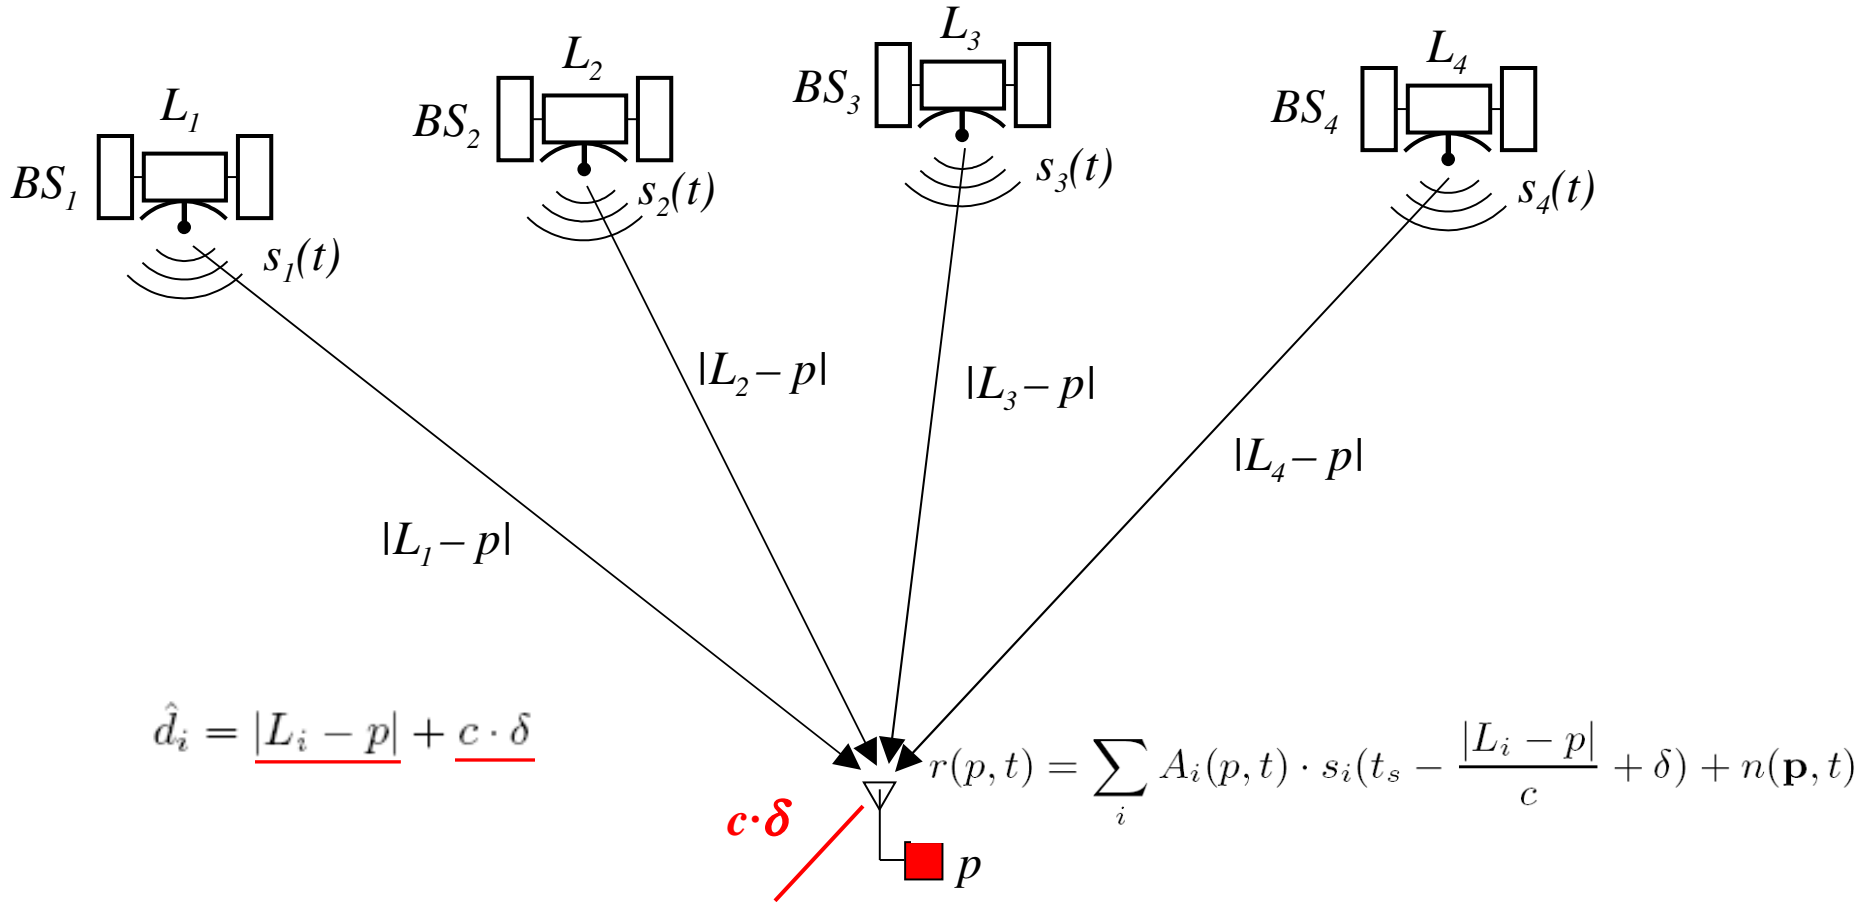 L₃
L₄
L₂
BS₃
BS₄
L₁
BS₂
s₃(t)
s₄(t)
s₂(t)
BS₁
s₁(t)
|L₂ – p|
|L₃ – p|
|L₄ – p|
|L₁ – p|
d̂ᵢ = |Lᵢ − p| + c · δ
r(p, t) = ∑ᵢ Aᵢ(p, t) · sᵢ(tₛ − |Lᵢ − p|/c + δ) + n(𝐩, t)
c·δ
p